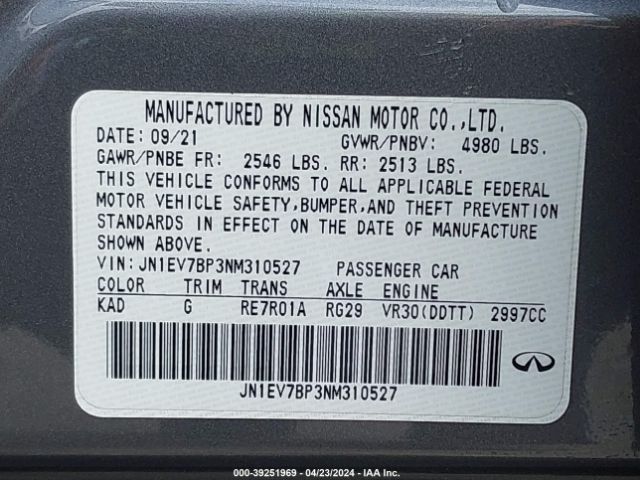 MANUFACTURED BY NISSAN MOTOR CO.,LTD.
DATE: 09/21 GVWR/PNBV: 4980 LBS.
GAWR/PNBE FR: 2546 LBS. RR: 2513 LBS.
THIS VEHICLE CONFORMS TO ALL APPLICABLE FEDERAL
MOTOR VEHICLE SAFETY,BUMPER,AND THEFT PREVENTION
STANDARDS IN EFFECT ON THE DATE OF MANUFACTURE
SHOWN ABOVE.
VIN:JN1EV7BP3NM310527 PASSENGER CAR
COLOR TRIM TRANS AXLE ENGINE
KAD G RE7R01A RG29 VR30(DDTT) 2997CC
JN1EV7BP3NM310527
000-39251969 - 04/23/2024 - IAA Inc.